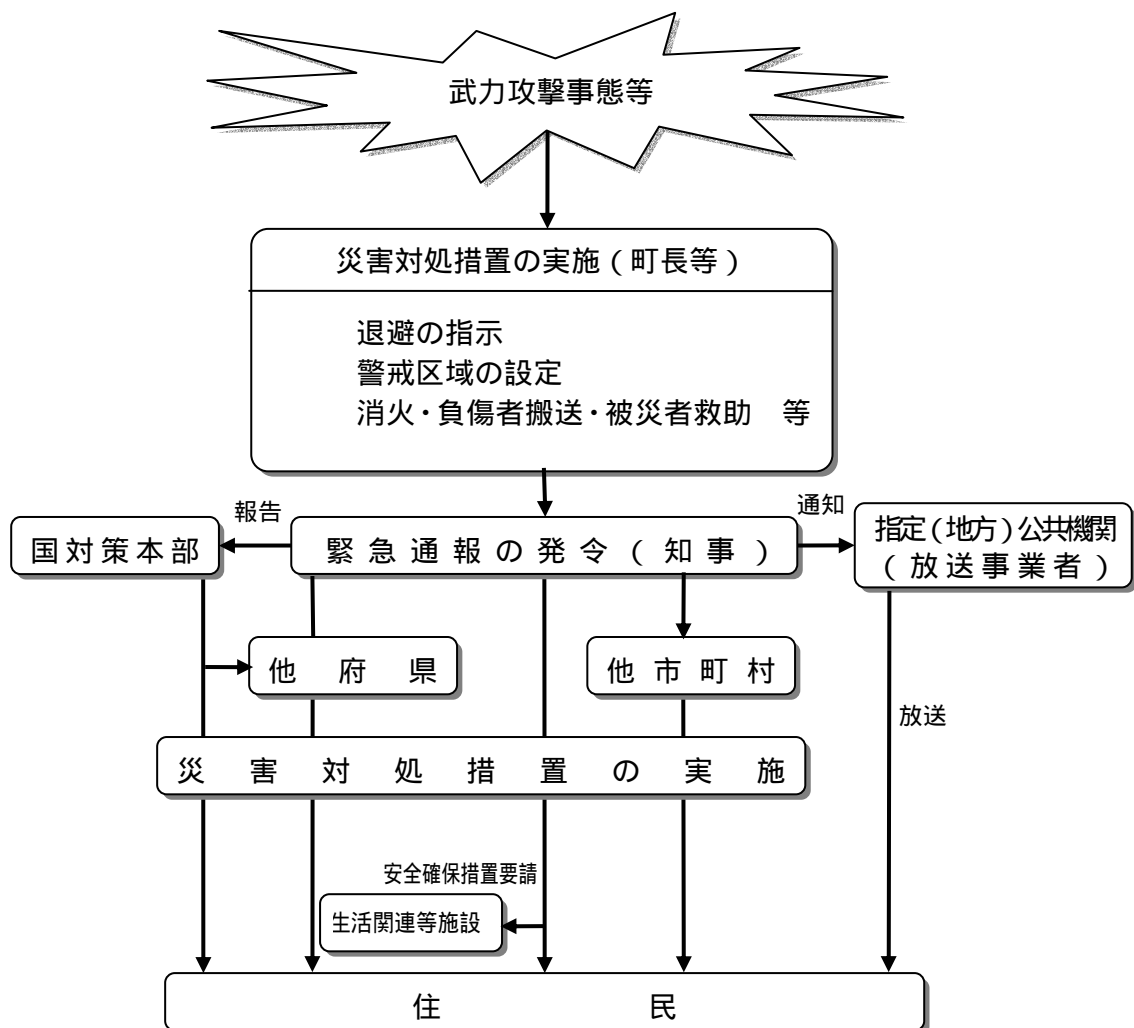 武力攻撃事態等
災害対処措置の実施(町長等)
退避の指示
警戒区域の設定
消火・負傷者搬送・被災者救助 等
報告
通知
国対策本部
緊急通報の発令(知事)
指定(地方)公共機関
(放送事業者)
他府県
他市町村
放送
災害対処措置の実施
安全確保措置要請
生活関連等施設
住民